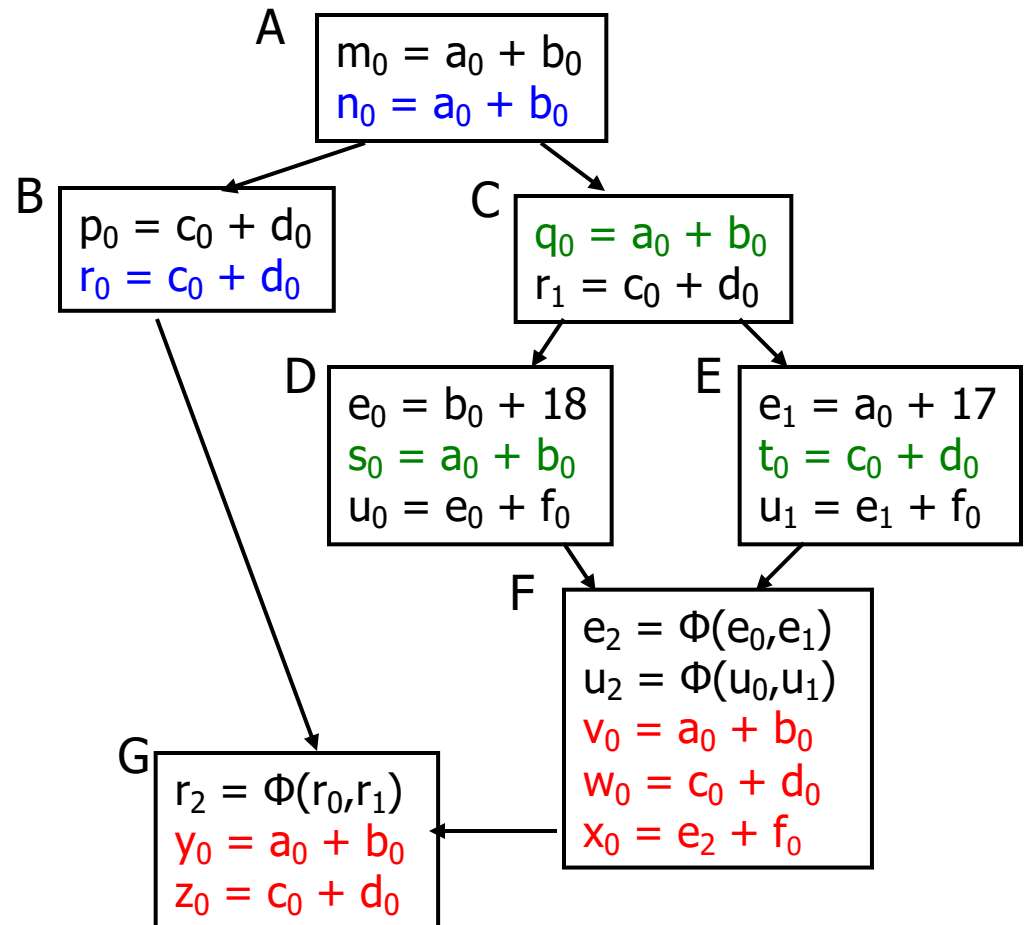 A
m₀ = a₀ + b₀
n₀ = a₀ + b₀
B
p₀ = c₀ + d₀
r₀ = c₀ + d₀
C
q₀ = a₀ + b₀
r₁ = c₀ + d₀
D
e₀ = b₀ + 18
s₀ = a₀ + b₀
u₀ = e₀ + f₀
E
e₁ = a₀ + 17
t₀ = c₀ + d₀
u₁ = e₁ + f₀
F
e₂ = Φ(e₀,e₁)
u₂ = Φ(u₀,u₁)
v₀ = a₀ + b₀
w₀ = c₀ + d₀
x₀ = e₂ + f₀
G
r₂ = Φ(r₀,r₁)
y₀ = a₀ + b₀
z₀ = c₀ + d₀